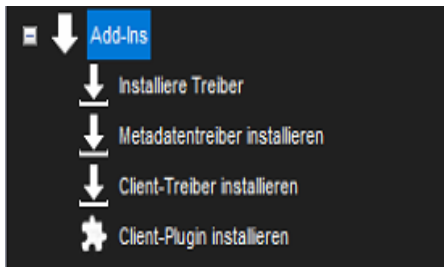 Add-Ins
Installiere Treiber
Metadatentreiber installieren
Client-Treiber installieren
Client-Plugin installieren